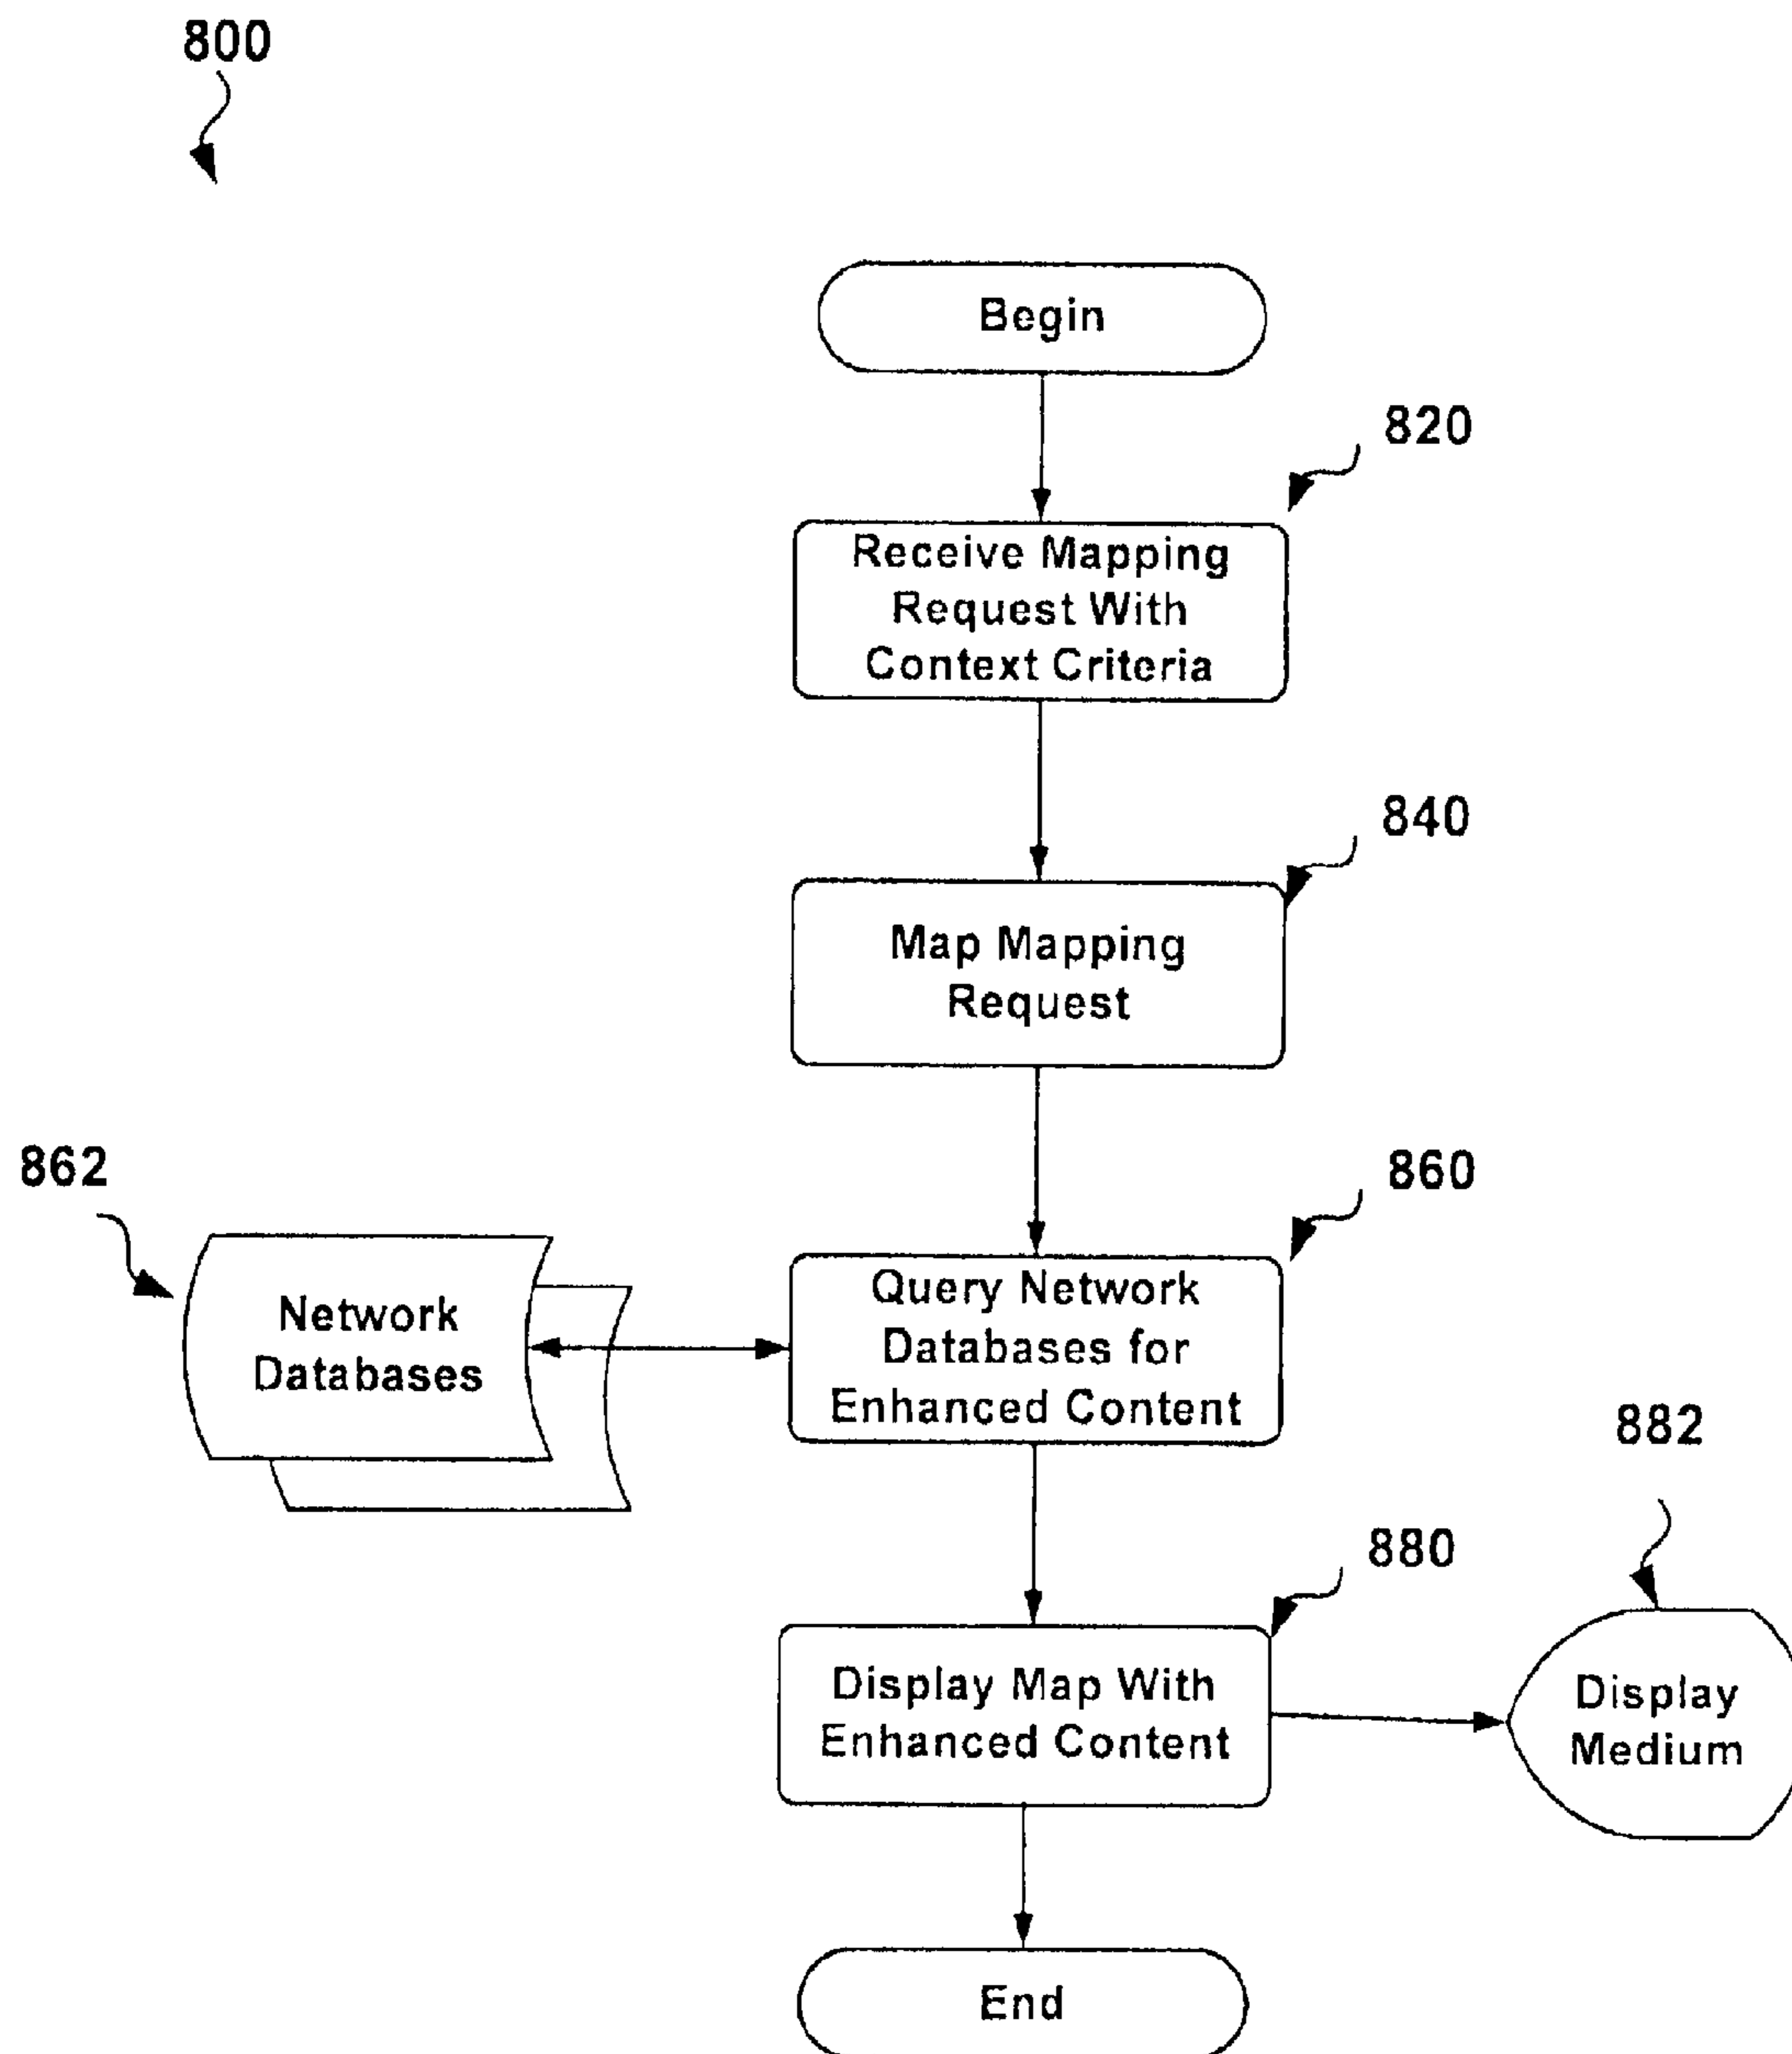 800
Begin
820
Receive Mapping
Request With
Context Criteria
840
Map Mapping
Request
862
860
Network
Databases
Query Network
Databases for
Enhanced Content
882
880
Display Map With
Enhanced Content
Display
Medium
End